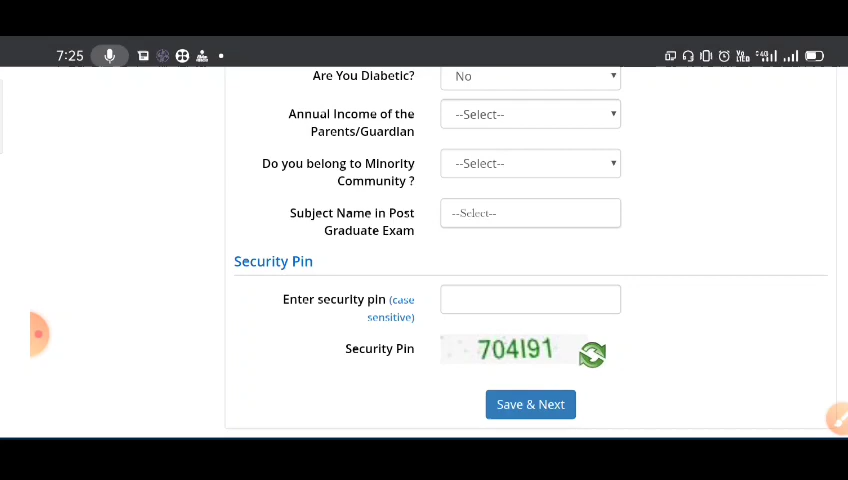 7:25
Are You Diabetic?
No
Annual Income of the
Parents/Guardian
--Select--
Do you belong to Minority
Community ?
--Select--
Subject Name in Post
Graduate Exam
--Select--
Security Pin
Enter security pin (case
sensitive)
Security Pin
704I91
Save & Next